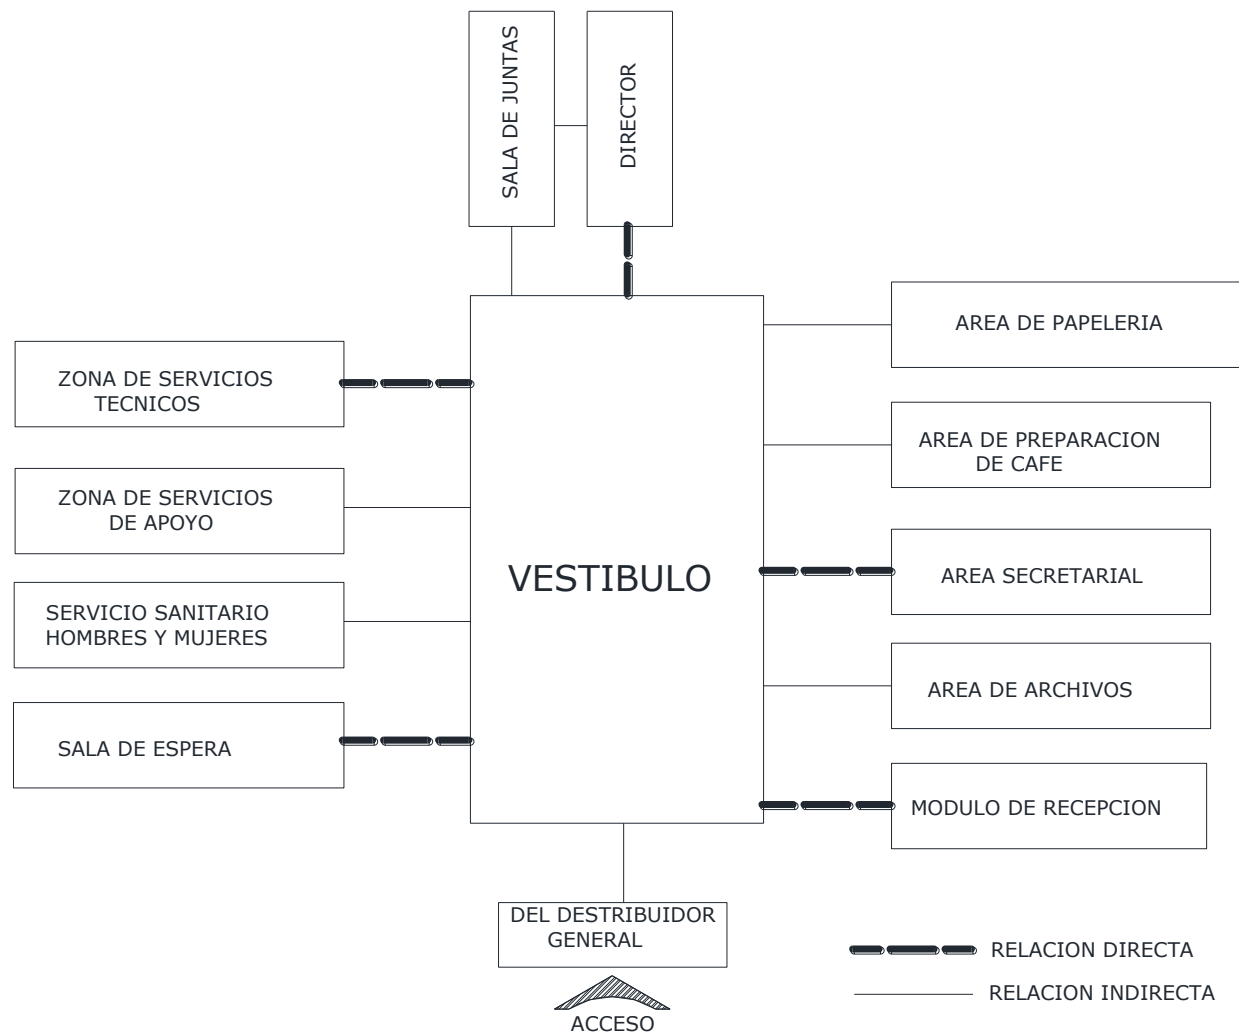 SALA DE JUNTAS
DIRECTOR
AREA DE PAPELERIA
ZONA DE SERVICIOS
TECNICOS
AREA DE PREPARACION
DE CAFE
ZONA DE SERVICIOS
DE APOYO
VESTIBULO
AREA SECRETARIAL
SERVICIO SANITARIO
HOMBRES Y MUJERES
AREA DE ARCHIVOS
SALA DE ESPERA
MODULO DE RECEPCION
DEL DESTRIBUIDOR
GENERAL
ACCESO
RELACION DIRECTA
RELACION INDIRECTA